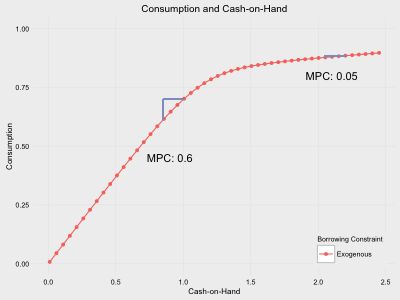 Consumption and Cash-on-Hand
1.00
0.75
0.50
0.25
0.00
Consumption
MPC: 0.05
MPC: 0.6
Borrowing Constraint
Exogenous
0.0 0.5 1.0 1.5 2.0 2.5
Cash-on-Hand